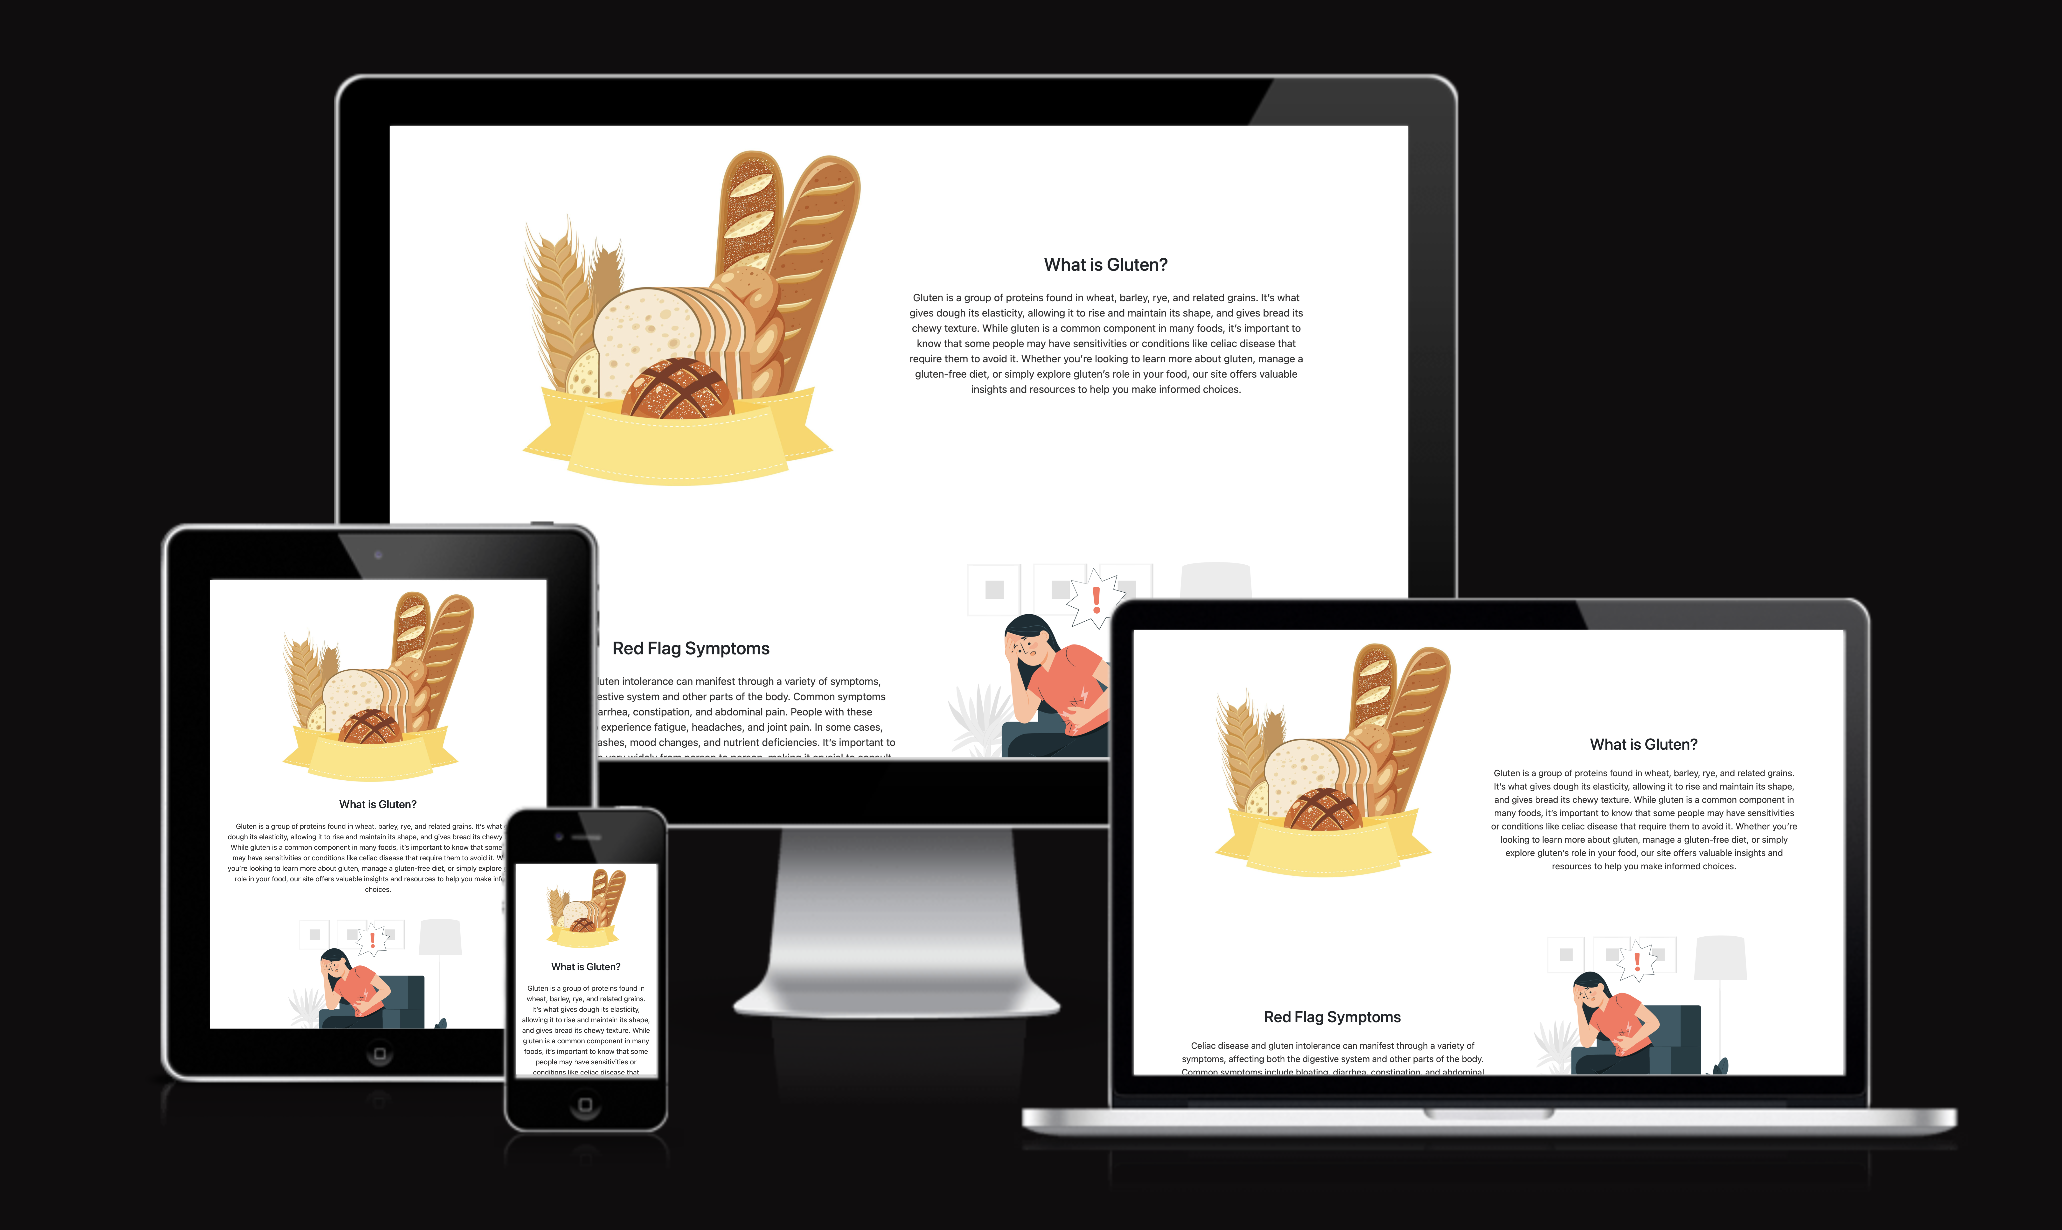 What is Gluten?
Gluten is a group of proteins found in wheat, barley, rye, and related grains. It's what
gives dough its elasticity, allowing it to rise and maintain its shape, and gives bread its
chewy texture. While gluten is a common component in many foods, it's important to
know that some people may have sensitivities or conditions like celiac disease that
require them to avoid it. Whether you're looking to learn more about gluten, manage a
gluten-free diet, or simply explore gluten's role in your food, our site offers valuable
insights and resources to help you make informed choices.
!
Red Flag Symptoms
luten intolerance can manifest through a variety of symptoms,
estive system and other parts of the body. Common symptoms
arrhea, constipation, and abdominal pain. People with these
experience fatigue, headaches, and joint pain. In some cases,
ashes, mood changes, and nutrient deficiencies. It's important to
vary widely from person to person, making it crucial to consult
What is Gluten?
Gluten is a group of proteins found in wheat, barley, rye, and related grains. It's what
dough its elasticity, allowing it to rise and maintain its shape, and gives bread its chewy
While gluten is a common component in many foods, it's important to know that some
may have sensitivities or conditions like celiac disease that require them to avoid it. W
you're looking to learn more about gluten, manage a gluten-free diet, or simply explore
role in your food, our site offers valuable insights and resources to help you make inf
choices.
!
What is Gluten?
Gluten is a group of proteins found in
wheat, barley, rye, and related grains.
It's what gives dough its elasticity,
allowing it to rise and maintain its shape,
and gives bread its chewy texture. While
gluten is a common component in many
foods, it's important to know that some
people may have sensitivities or
conditions like celiac disease that
What is Gluten?
Gluten is a group of proteins found in wheat, barley, rye, and related grains.
It's what gives dough its elasticity, allowing it to rise and maintain its shape,
and gives bread its chewy texture. While gluten is a common component in
many foods, it's important to know that some people may have sensitivities
or conditions like celiac disease that require them to avoid it. Whether you're
looking to learn more about gluten, manage a gluten-free diet, or simply
explore gluten's role in your food, our site offers valuable insights and
resources to help you make informed choices.
!
Red Flag Symptoms
Celiac disease and gluten intolerance can manifest through a variety of
symptoms, affecting both the digestive system and other parts of the body.
Common symptoms include bloating, diarrhea, constipation, and abdominal